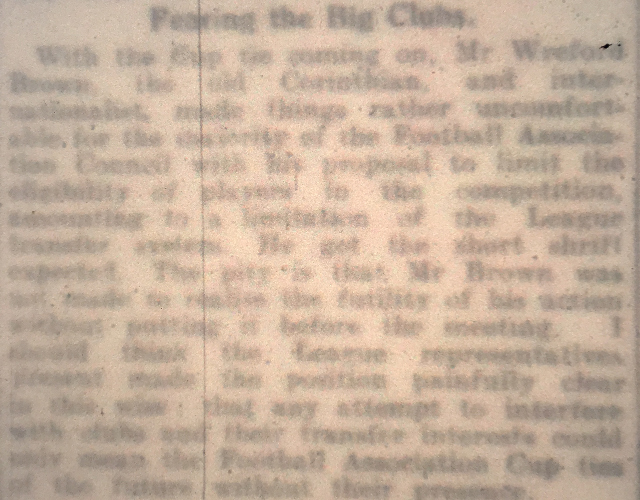 Fearing the Big Clubs.
With the Cup tie coming on, Mr Wreford
Brown, the old Corinthian, and inter-
nationalist, made things rather uncomfort-
able for the majority of the Football Associa-
tion Council with his proposal to limit the
eligibility of players in the competition,
amounting to a limitation of the League
transfer system. He got the short shrift
expected. The pity is that Mr Brown was
not made to realise the futility of his action
without putting it before the meeting. I
should think the League representatives
present made the position painfully clear
in this wise that any attempt to interfere
with clubs and their transfer interests could
only mean the Football Association Cup ties
of the future without their presence